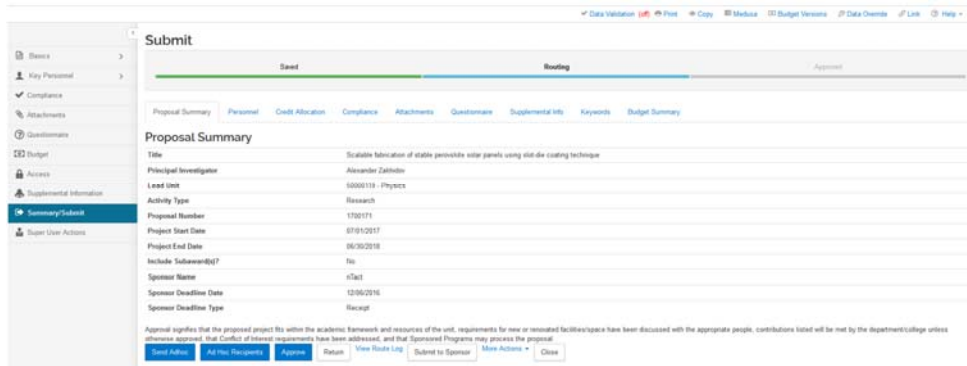 Data Validation (off) Print Copy Medusa Budget Versions Data Override Link Help
Submit
Basics
Key Personnel
Compliance
Attachments
Questionnaire
Budget
Access
Supplemental Information
Summary/Submit
Super User Actions
Saved Routing Approved
Proposal Summary Personnel Credit Allocation Compliance Attachments Questionnaire Supplemental Info Keywords Budget Summary
Proposal Summary
Title Scalable fabrication of stable perovskite solar panels using slot-die coating technique
Principal Investigator Alexander Zakhidov
Lead Unit - Physics
Activity Type Research
Proposal Number 1700171
Project Start Date 07/01/2017
Project End Date 06/30/2018
Include Subaward(s)? No
Sponsor Name nTact
Sponsor Deadline Date 12/06/2016
Sponsor Deadline Type Receipt
Approval signifies that the proposed project fits within the academic framework and resources of the unit, requirements for new or renovated facilities/space have been discussed with the appropriate people, contributions listed will be met by the department/college unless
otherwise approved, that Conflict of Interest requirements have been addressed, and that Sponsored Programs may process the proposal
Send Adhoc Ad Hoc Recipients Approve Return View Route Log Submit to Sponsor More Actions Close